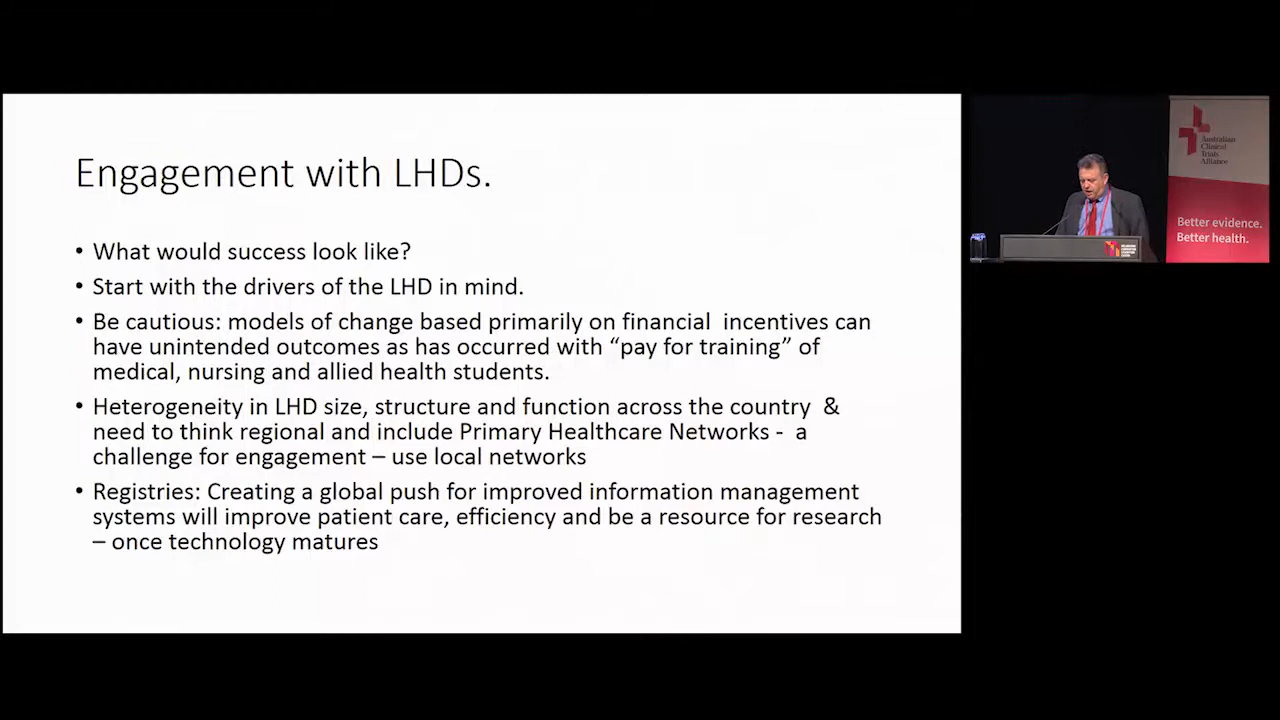 Engagement with LHDs.
• What would success look like?
• Start with the drivers of the LHD in mind.
• Be cautious: models of change based primarily on financial incentives can
have unintended outcomes as has occurred with “pay for training” of
medical, nursing and allied health students.
• Heterogeneity in LHD size, structure and function across the country &
need to think regional and include Primary Healthcare Networks - a
challenge for engagement – use local networks
• Registries: Creating a global push for improved information management
systems will improve patient care, efficiency and be a resource for research
– once technology matures
Australian
Clinical
Trials
Alliance
Better evidence.
Better health.